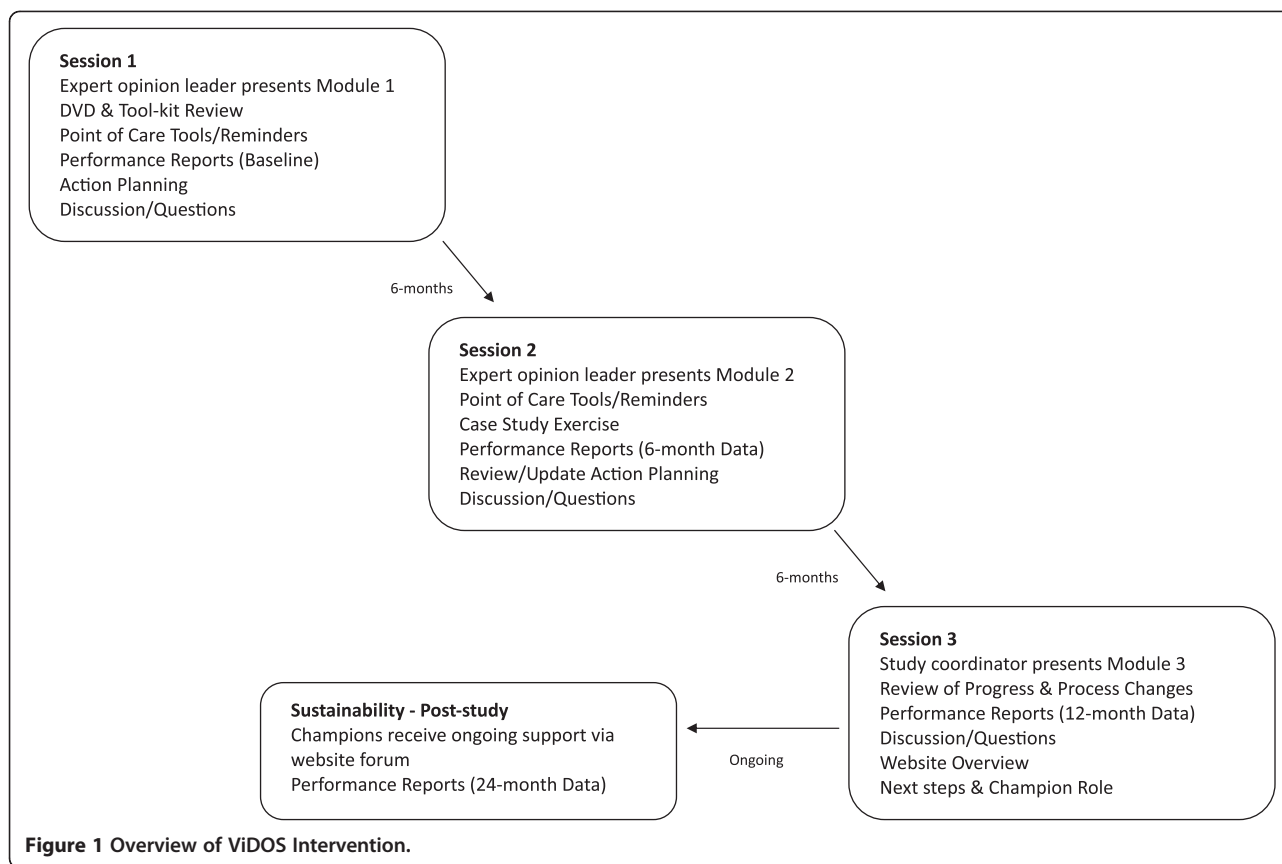 Session 1
Expert opinion leader presents Module 1
DVD & Tool-kit Review
Point of Care Tools/Reminders
Performance Reports (Baseline)
Action Planning
Discussion/Questions
6-months
Session 2
Expert opinion leader presents Module 2
Point of Care Tools/Reminders
Case Study Exercise
Performance Reports (6-month Data)
Review/Update Action Planning
Discussion/Questions
6-months
Session 3
Study coordinator presents Module 3
Review of Progress & Process Changes
Performance Reports (12-month Data)
Discussion/Questions
Website Overview
Next steps & Champion Role
Ongoing
Sustainability - Post-study
Champions receive ongoing support via
website forum
Performance Reports (24-month Data)
Figure 1 Overview of ViDOS Intervention.